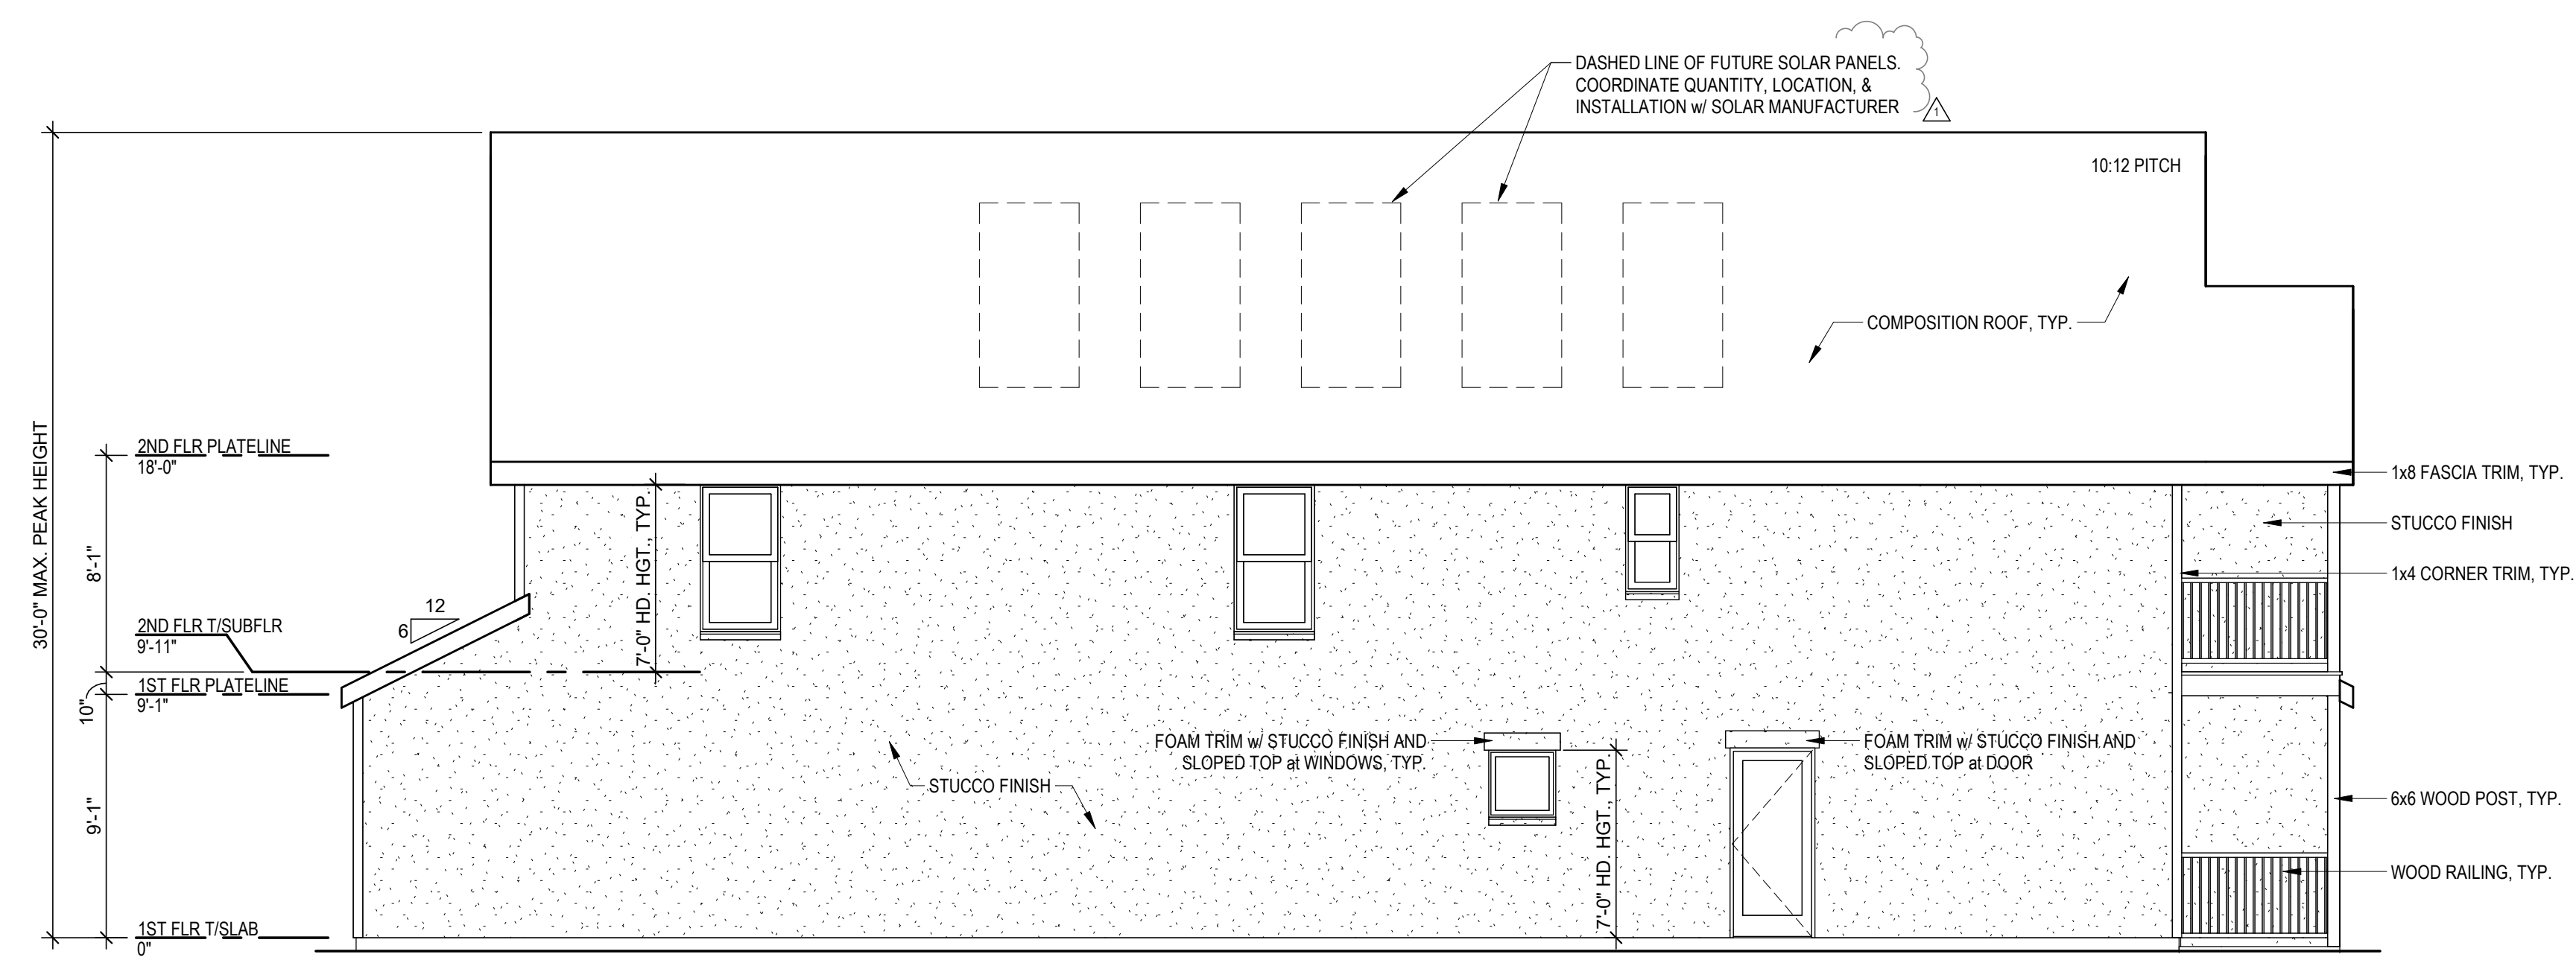 DASHED LINE OF FUTURE SOLAR PANELS.
COORDINATE QUANTITY, LOCATION, &
INSTALLATION w/ SOLAR MANUFACTURER
1
10:12 PITCH
COMPOSITION ROOF, TYP.
30'-0" MAX. PEAK HEIGHT
2ND FLR PLATELINE
18'-0"
8'-1"
2ND FLR T/SUBFLR
9'-11"
1ST FLR PLATELINE
9'-1"
10"
9'-1"
1ST FLR T/SLAB
0"
12
6
7'-0" HD. HGT., TYP.
1x8 FASCIA TRIM, TYP.
STUCCO FINISH
1x4 CORNER TRIM, TYP.
FOAM TRIM w/ STUCCO FINISH AND
SLOPED TOP at WINDOWS, TYP.
STUCCO FINISH
7'-0" HD. HGT., TYP.
FOAM TRIM w/ STUCCO FINISH AND
SLOPED TOP at DOOR
6x6 WOOD POST, TYP.
WOOD RAILING, TYP.